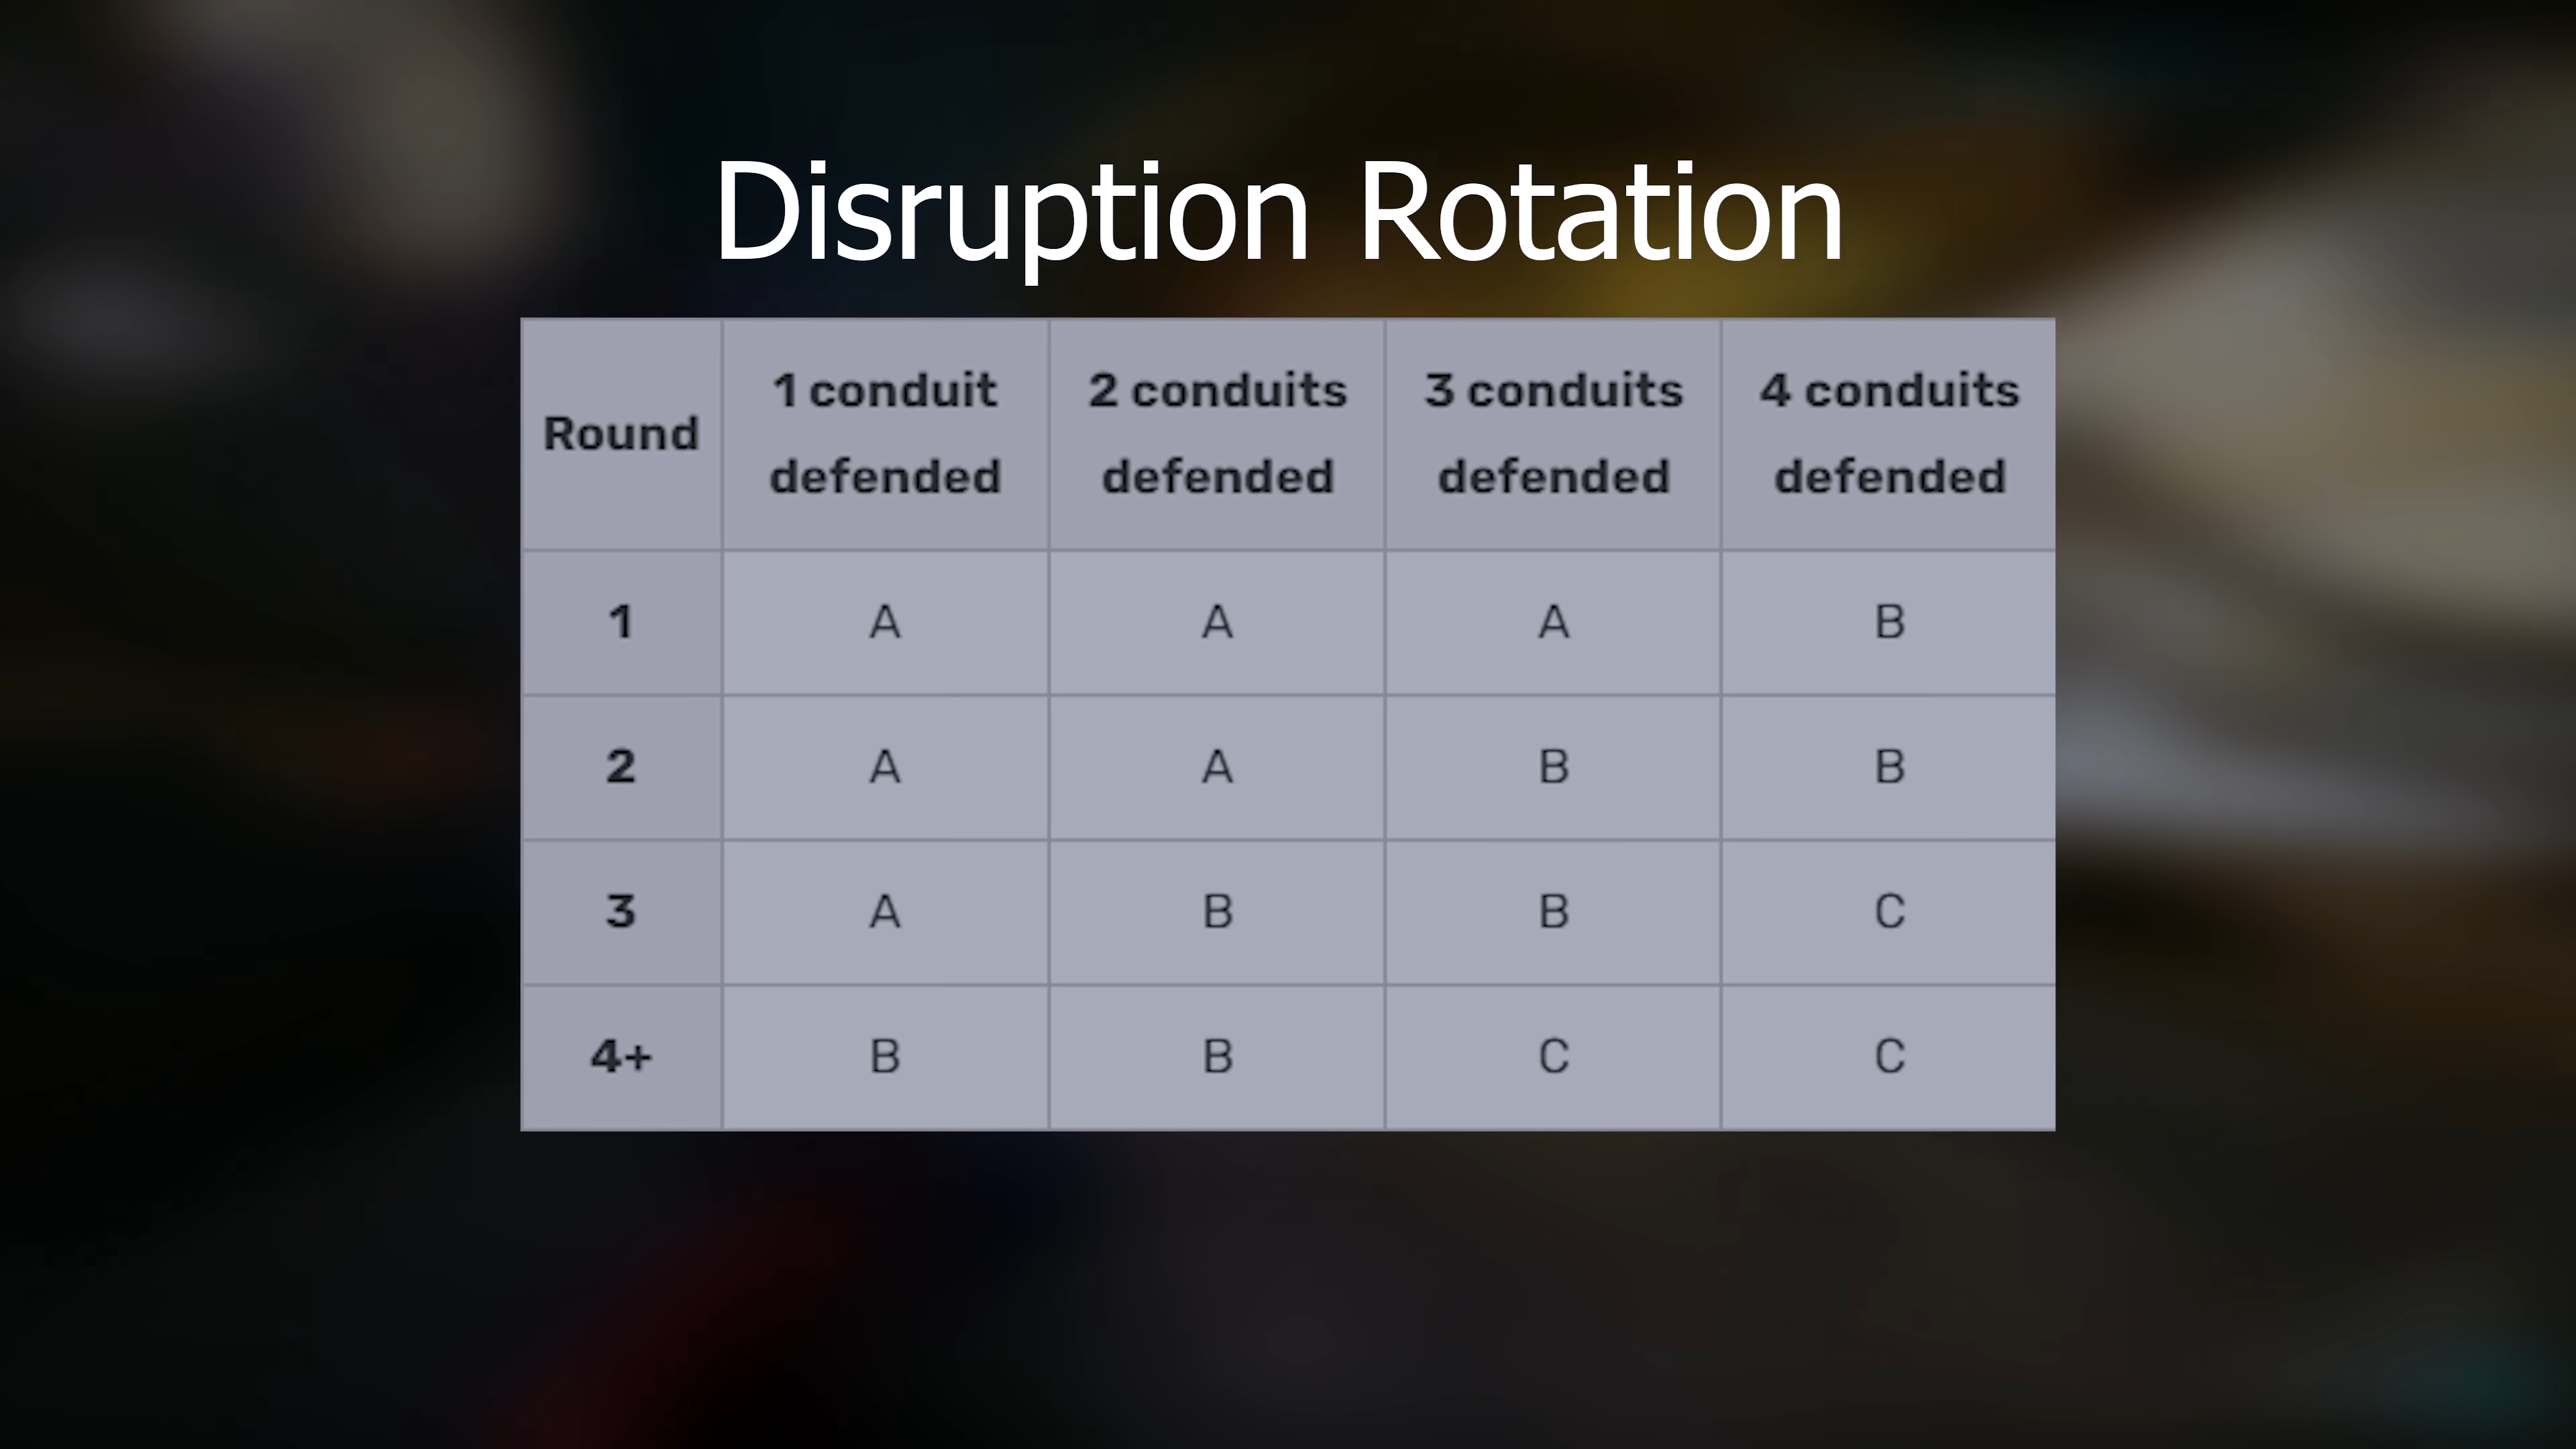 Disruption Rotation
Round 1 conduit defended 2 conduits defended 3 conduits defended 4 conduits defended
1 A A A B
2 A A B B
3 A B B C
4+ B B C C